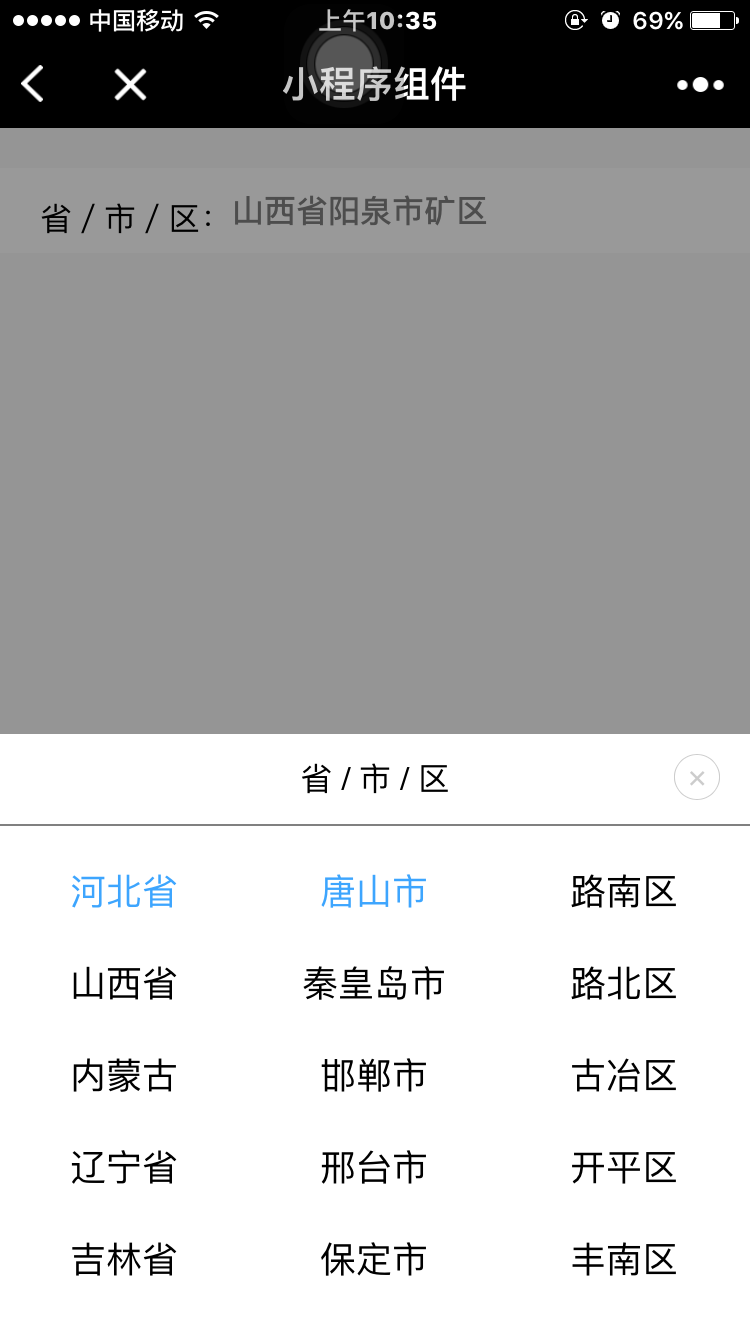 中国移动 上午10:35 69%
小程序组件
省 / 市 / 区: 山西省阳泉市矿区
省 / 市 / 区
河北省 唐山市 路南区
山西省 秦皇岛市 路北区
内蒙古 邯郸市 古冶区
辽宁省 邢台市 开平区
吉林省 保定市 丰南区